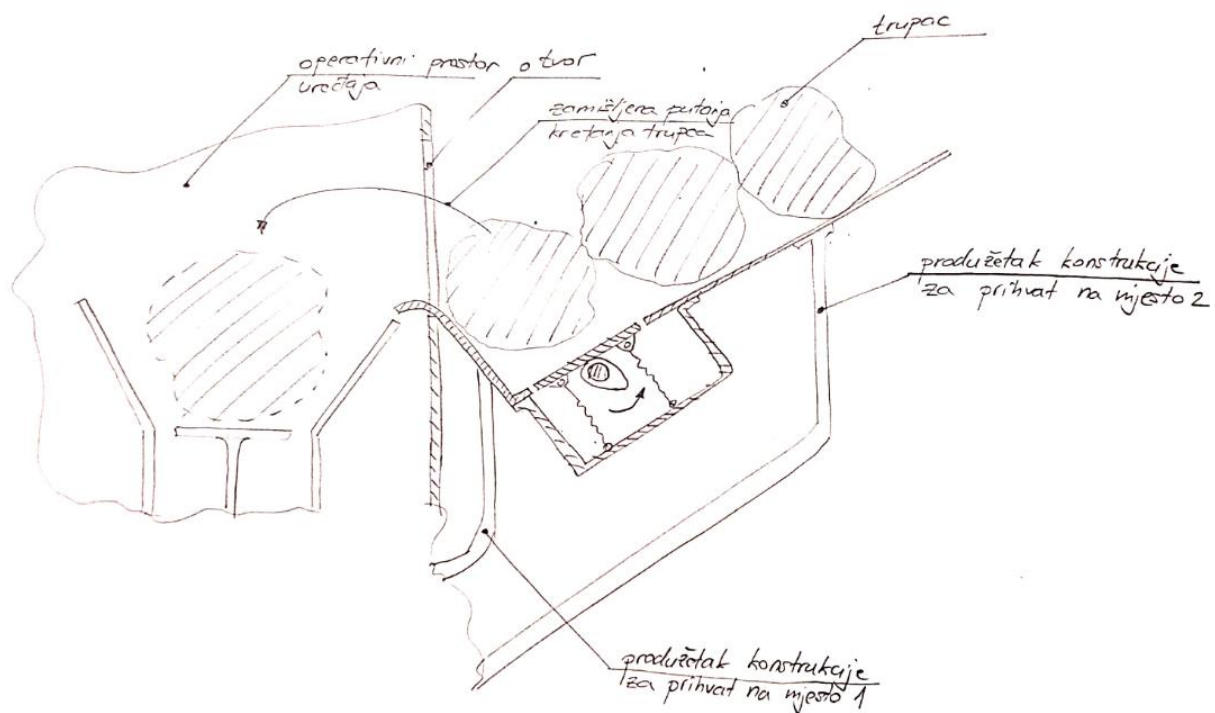 trupac
operativni prostor
uređaja
otvor
zamišljena putanja
kretanja trupca
produžetak konstrukcije
za prihvat na mjesto 2
produžetak konstrukcije
za prihvat na mjesto 1